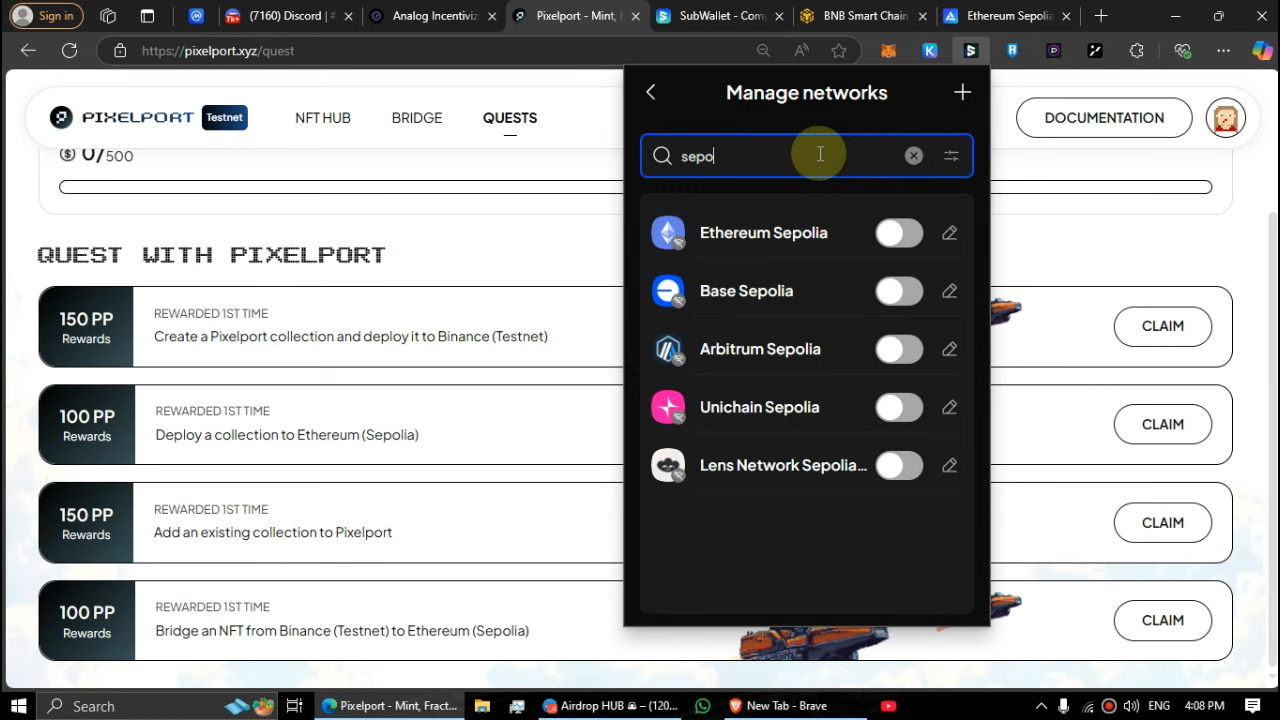 (7160) Discord | #
Analog Incentiviz
Pixelport - Mint, Frac
SubWallet - Comp
BNB Smart Chain
Ethereum Sepolia
Sign in
https://pixelport.xyz/quest
PIXELPORT
Testnet
NFT HUB
BRIDGE
QUESTS
DOCUMENTATION
Manage networks
sepo
Ethereum Sepolia
Base Sepolia
Arbitrum Sepolia
Unichain Sepolia
Lens Network Sepolia...
0/500
QUEST WITH PIXELPORT
150 PP
Rewards
REWARDED 1ST TIME
Create a Pixelport collection and deploy it to Binance (Testnet)
CLAIM
100 PP
Rewards
REWARDED 1ST TIME
Deploy a collection to Ethereum (Sepolia)
CLAIM
150 PP
Rewards
REWARDED 1ST TIME
Add an existing collection to Pixelport
CLAIM
100 PP
Rewards
REWARDED 1ST TIME
Bridge an NFT from Binance (Testnet) to Ethereum (Sepolia)
CLAIM
Search
Pixelport - Mint, Fract...
Airdrop HUB
– (120...
New Tab - Brave
ENG
4:08 PM